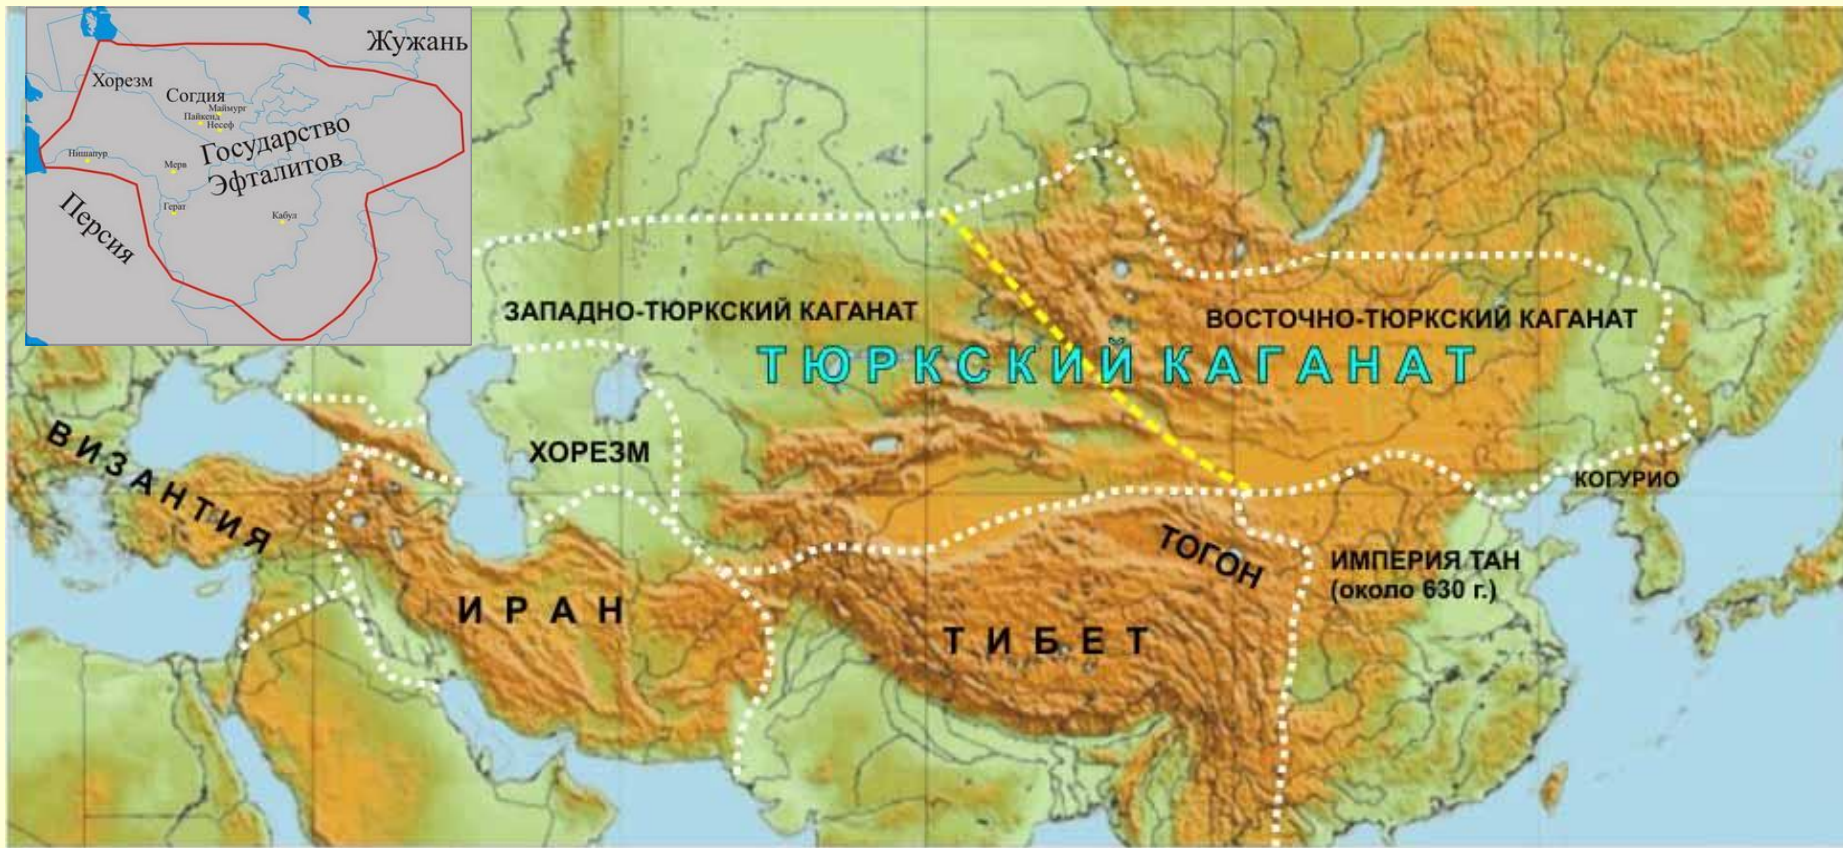 Жужань
Хорезм
Согдия
Маймург
Пайкенд
Несеф
Государство
Эфталитов
Нишапур
Мерв
Герат
Кабул
Персия
ЗАПАДНО-ТЮРКСКИЙ КАГАНАТ
ВОСТОЧНО-ТЮРКСКИЙ КАГАНАТ
ТЮРКСКИЙ КАГАНАТ
ВИЗАНТИЯ
ХОРЕЗМ
КОГУРИО
ТОГОН
ИМПЕРИЯ ТАН
(около 630 г.)
ИРАН
ТИБЕТ